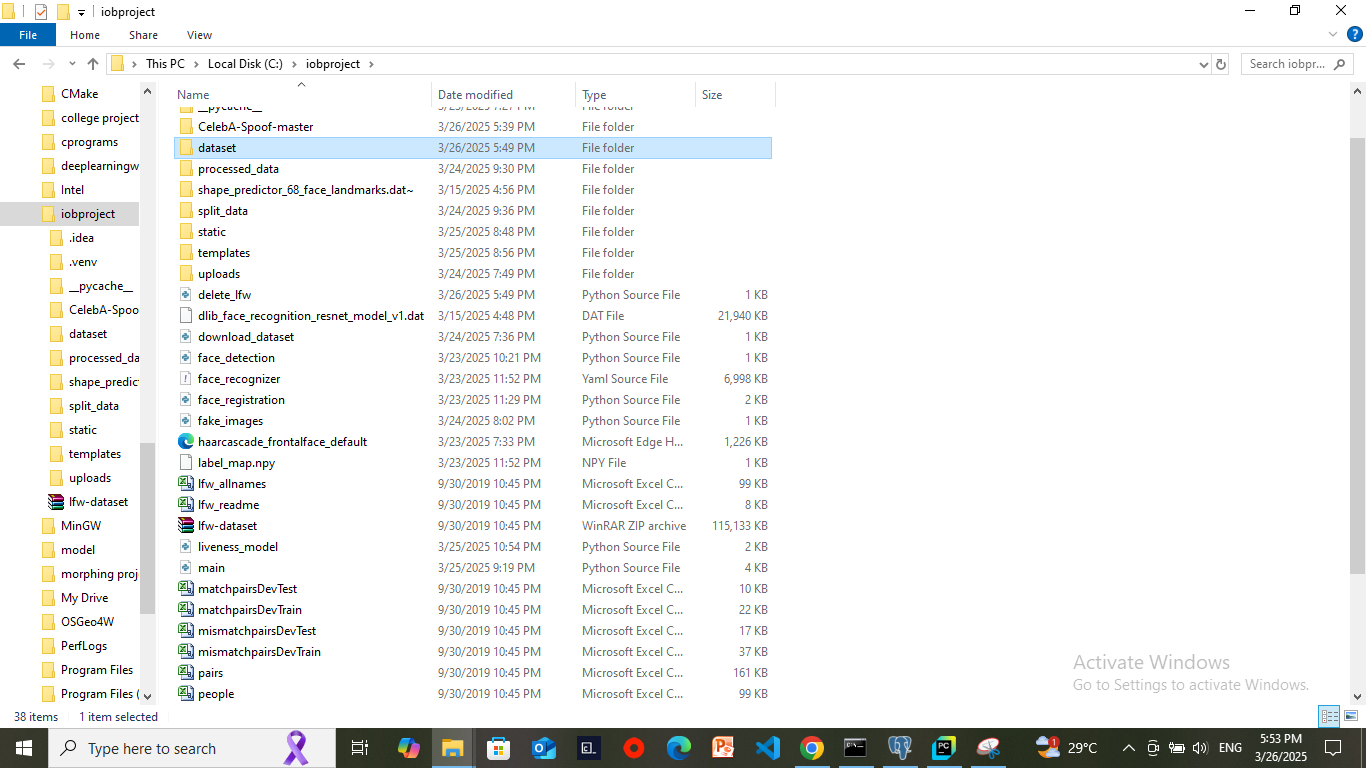 iobproject
File Home Share View
This PC Local Disk (C:) iobproject Search iobpr...
Name Date modified Type Size
CMake
college project
cprograms
deeplearningw
Intel
iobproject
.idea
.venv
__pycache__
CelebA-Spoo
dataset
processed_da
shape_predic
split_data
static
templates
uploads
lfw-dataset
MinGW
model
morphing proj
My Drive
OSGeo4W
PerfLogs
Program Files
Program Files (
__pycache__ 3/25/2025 7:27 PM File folder
CelebA-Spoof-master 3/26/2025 5:39 PM File folder
dataset 3/26/2025 5:49 PM File folder
processed_data 3/24/2025 9:30 PM File folder
shape_predictor_68_face_landmarks.dat~ 3/15/2025 4:56 PM File folder
split_data 3/24/2025 9:36 PM File folder
static 3/25/2025 8:48 PM File folder
templates 3/25/2025 8:56 PM File folder
uploads 3/24/2025 7:49 PM File folder
delete_lfw 3/26/2025 5:49 PM Python Source File 1 KB
dlib_face_recognition_resnet_model_v1.dat 3/15/2025 4:48 PM DAT File 21,940 KB
download_dataset 3/24/2025 7:36 PM Python Source File 1 KB
face_detection 3/23/2025 10:21 PM Python Source File 1 KB
face_recognizer 3/23/2025 11:52 PM Yaml Source File 6,998 KB
face_registration 3/23/2025 11:29 PM Python Source File 2 KB
fake_images 3/24/2025 8:02 PM Python Source File 1 KB
haarcascade_frontalface_default 3/23/2025 7:33 PM Microsoft Edge H... 1,226 KB
label_map.npy 3/23/2025 11:52 PM NPY File 1 KB
lfw_allnames 9/30/2019 10:45 PM Microsoft Excel C... 99 KB
lfw_readme 9/30/2019 10:45 PM Microsoft Excel C... 8 KB
lfw-dataset 9/30/2019 10:45 PM WinRAR ZIP archive 115,133 KB
liveness_model 3/25/2025 10:54 PM Python Source File 2 KB
main 3/25/2025 9:19 PM Python Source File 4 KB
matchpairsDevTest 9/30/2019 10:45 PM Microsoft Excel C... 10 KB
matchpairsDevTrain 9/30/2019 10:45 PM Microsoft Excel C... 22 KB
mismatchpairsDevTest 9/30/2019 10:45 PM Microsoft Excel C... 17 KB
mismatchpairsDevTrain 9/30/2019 10:45 PM Microsoft Excel C... 37 KB
pairs 9/30/2019 10:45 PM Microsoft Excel C... 161 KB
people 9/30/2019 10:45 PM Microsoft Excel C... 99 KB
Activate Windows
Go to Settings to activate Windows.
38 items 1 item selected
Type here to search
29°C ENG
5:53 PM
3/26/2025